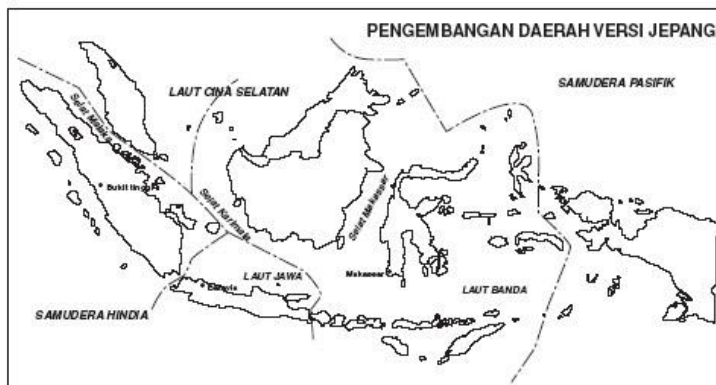 PENGEMBANGAN DAERAH VERSI JEPANG
LAUT CINA SELATAN
SAMUDERA PASIFIK
Selat Malaka
Bukit tinggi
Selat Karimata
Selat Makassar
LAUT JAWA
Makassar
LAUT BANDA
SAMUDERA HINDIA